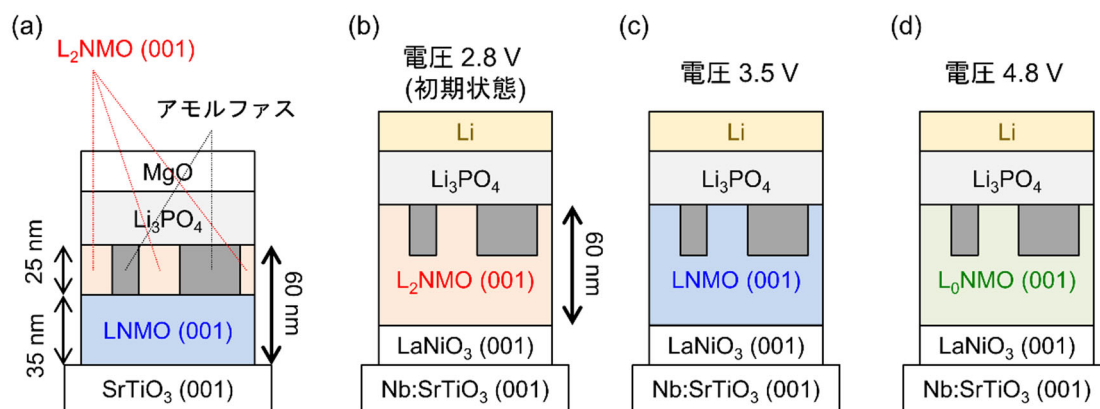 (a)
L₂NMO (001)
アモルファス
MgO
Li₃PO₄
25 nm
35 nm
60 nm
LNMO (001)
SrTiO₃ (001)
(b)
電圧 2.8 V
(初期状態)
Li
Li₃PO₄
L₂NMO (001)
60 nm
LaNiO₃ (001)
Nb:SrTiO₃ (001)
(c)
電圧 3.5 V
Li
Li₃PO₄
LNMO (001)
LaNiO₃ (001)
Nb:SrTiO₃ (001)
(d)
電圧 4.8 V
Li
Li₃PO₄
L₀NMO (001)
LaNiO₃ (001)
Nb:SrTiO₃ (001)